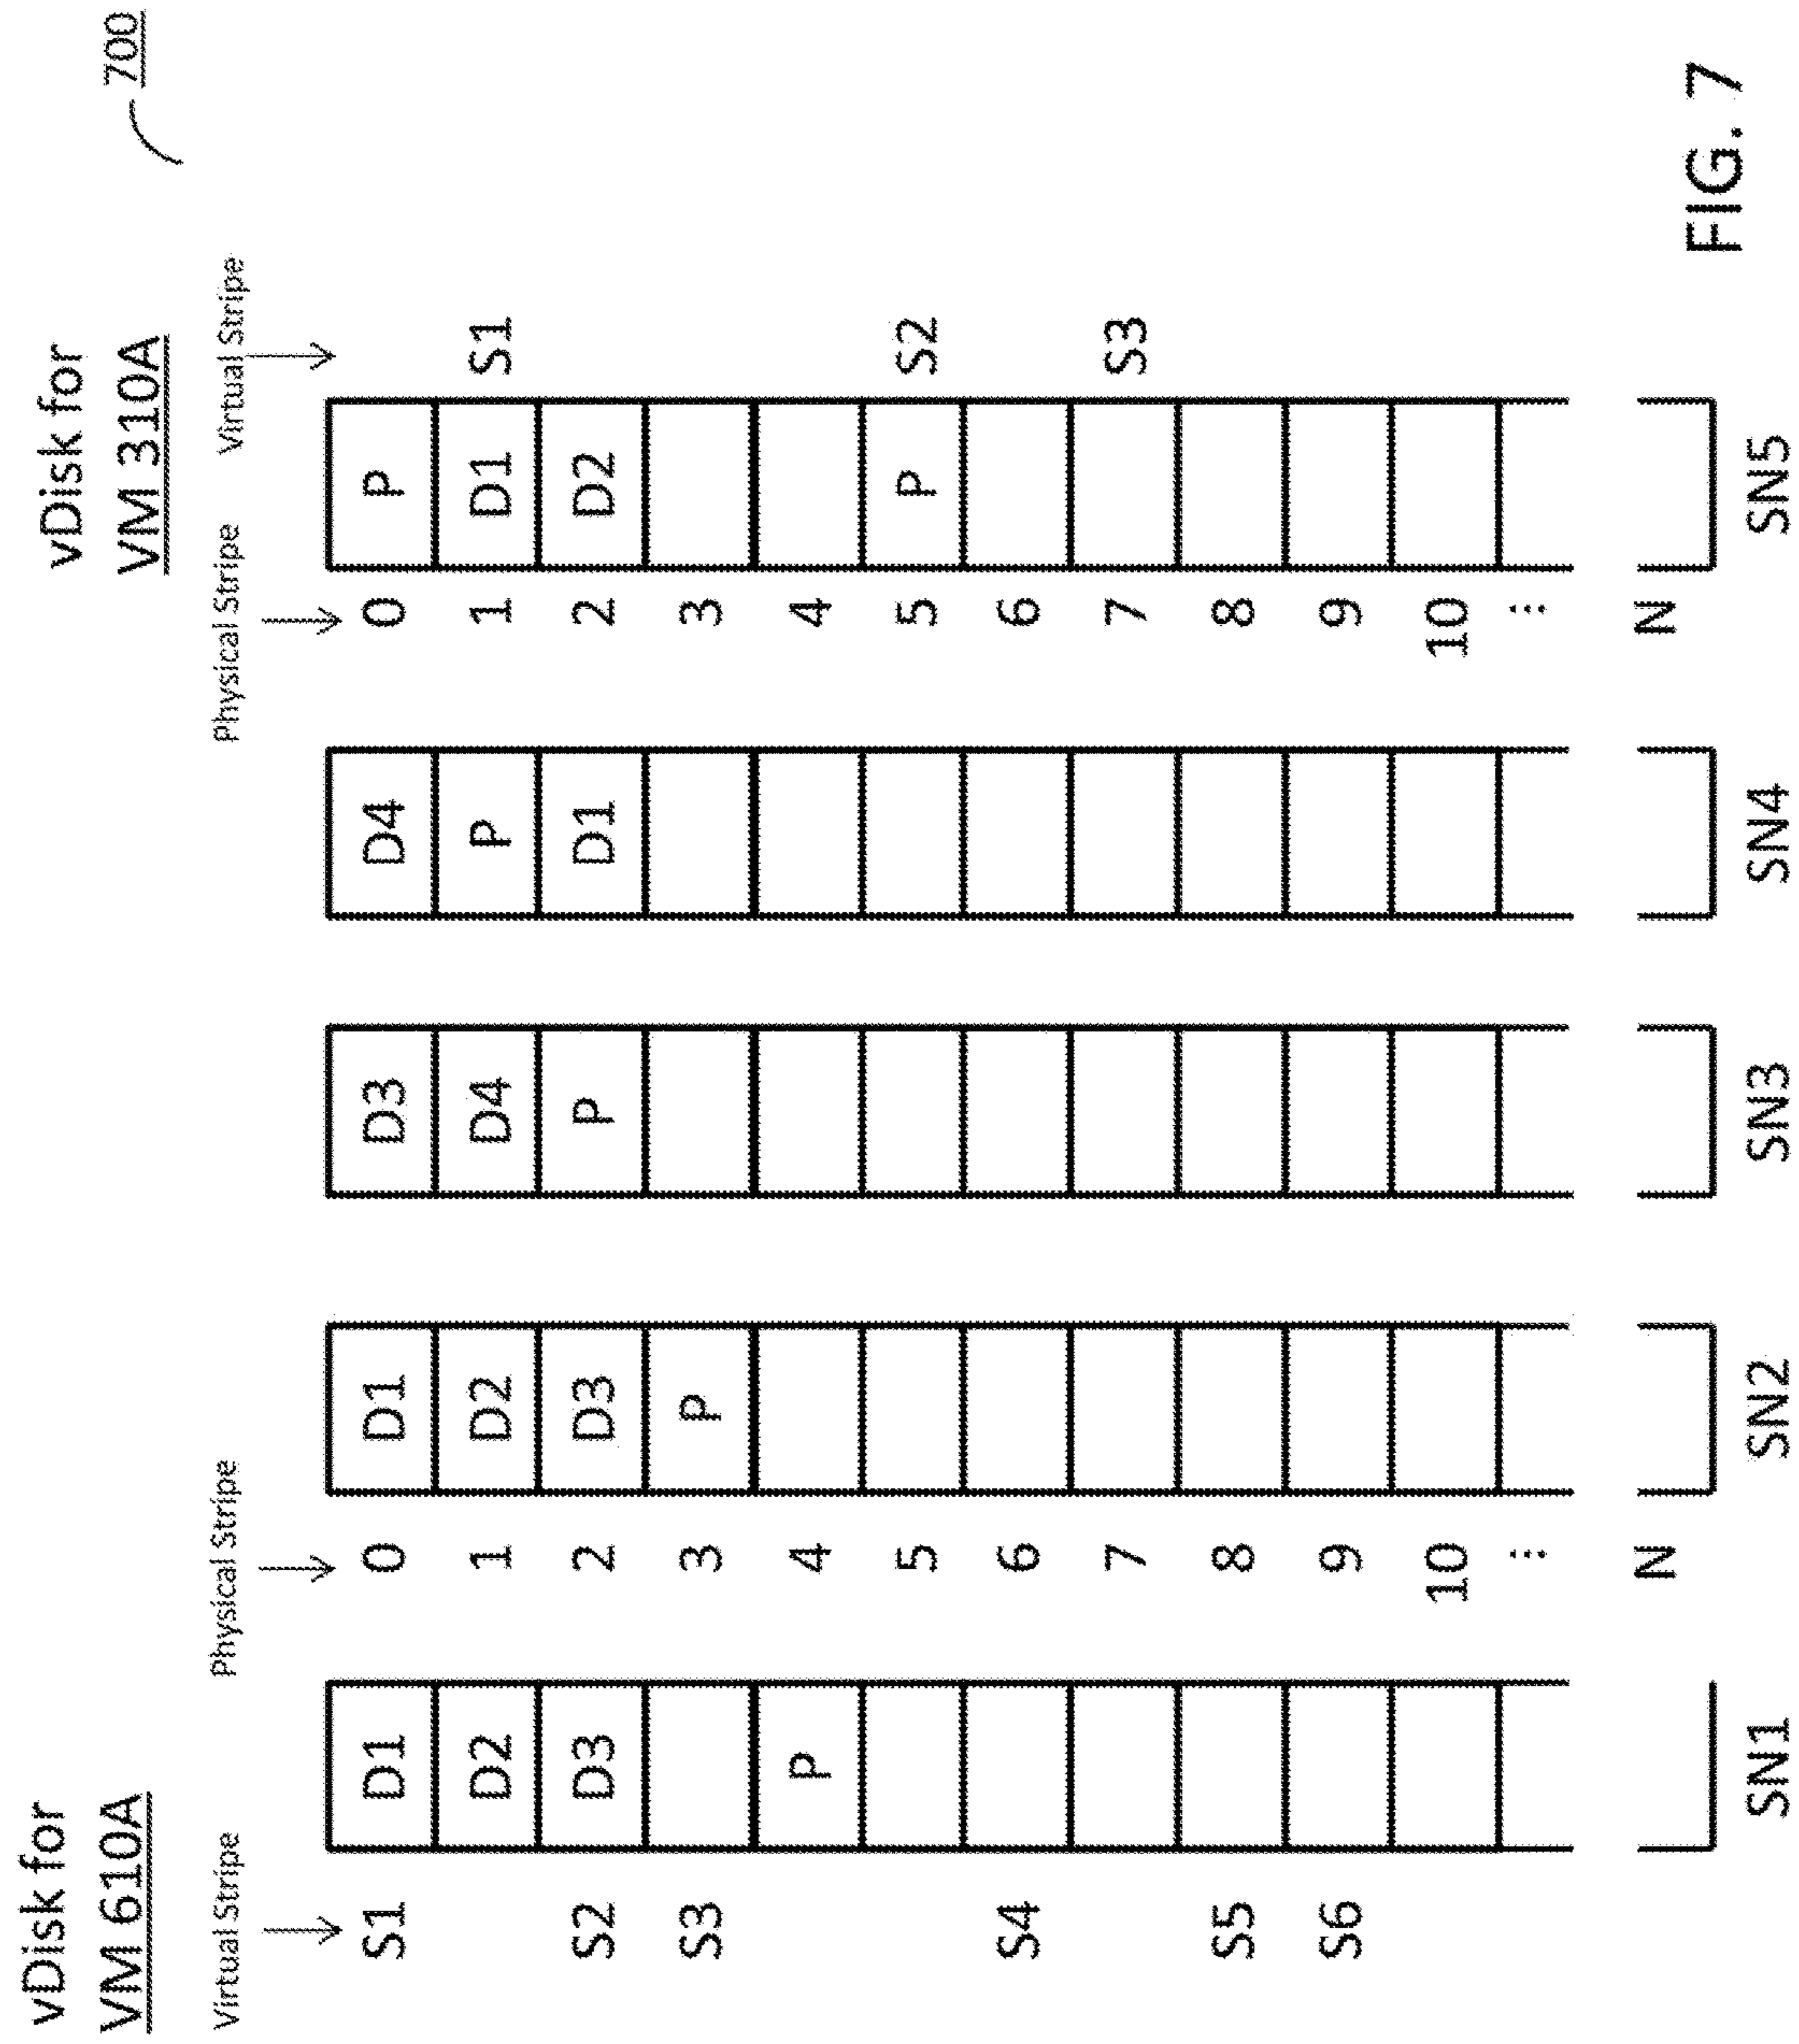 vDisk for vDisk for
VM 610A VM 310A 700
Virtual Stripe Physical Stripe Physical Stripe Virtual Stripe
S1 D1 0 D1 D3 D4 0 P
D2 1 D2 D4 P 1 D1 S1
S2 D3 2 D3 P D1 2 D2
S3 3 P 3
P 4 4
5 5 P S2
S4 6 6
7 7 S3
S5 8 8
S6 9 9
10 10
⋮ ⋮
N N
SN1 SN2 SN3 SN4 SN5
FIG. 7